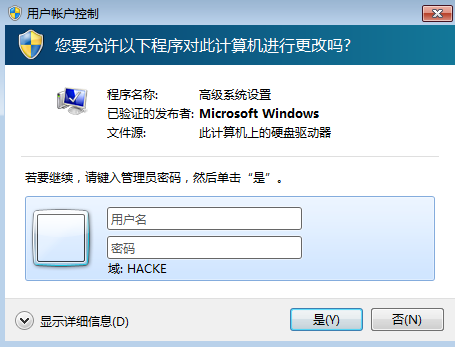 用户帐户控制
您要允许以下程序对此计算机进行更改吗?
程序名称: 高级系统设置
已验证的发布者: Microsoft Windows
文件源: 此计算机上的硬盘驱动器
若要继续，请键入管理员密码，然后单击“是”。
用户名
密码
域: HACKE
显示详细信息(D) 是(Y) 否(N)